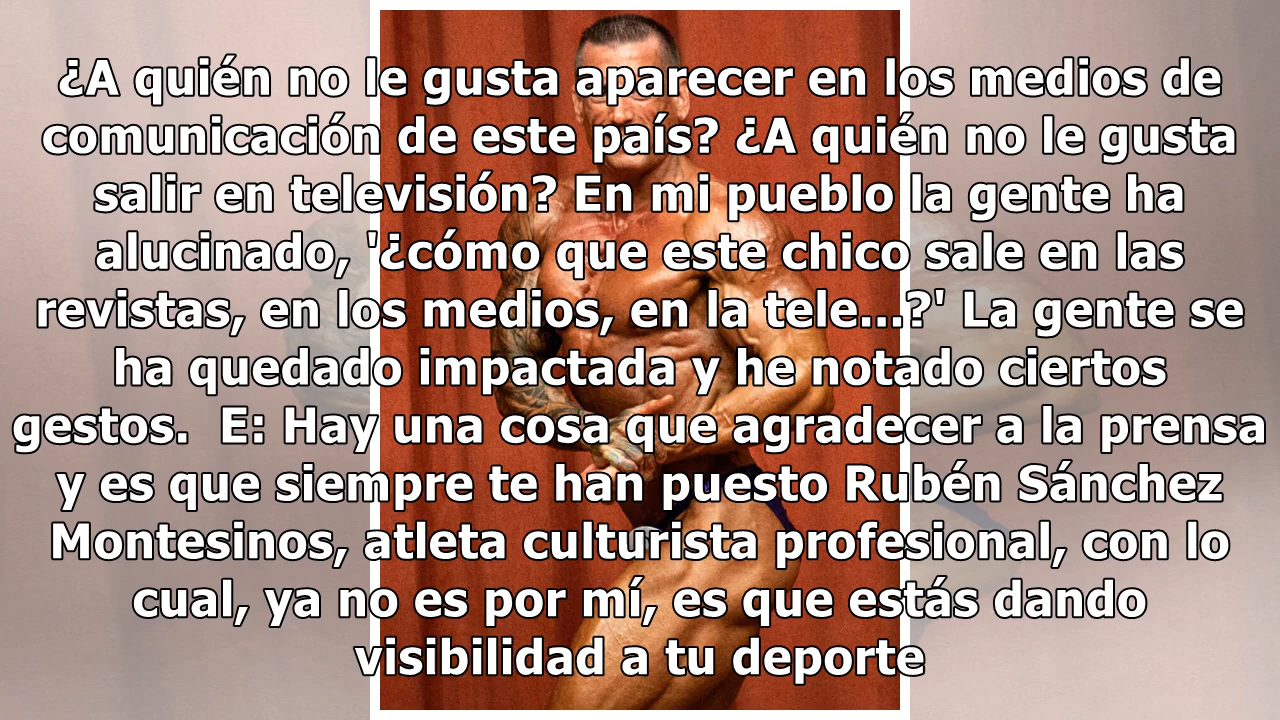 ¿A quién no le gusta aparecer en los medios de
comunicación de este país? ¿A quién no le gusta
salir en televisión? En mi pueblo la gente ha
alucinado, '¿cómo que este chico sale en las
revistas, en los medios, en la tele...?' La gente se
ha quedado impactada y he notado ciertos
gestos.  E: Hay una cosa que agradecer a la prensa
y es que siempre te han puesto Rubén Sánchez
Montesinos, atleta culturista profesional, con lo
cual, ya no es por mí, es que estás dando
visibilidad a tu deporte